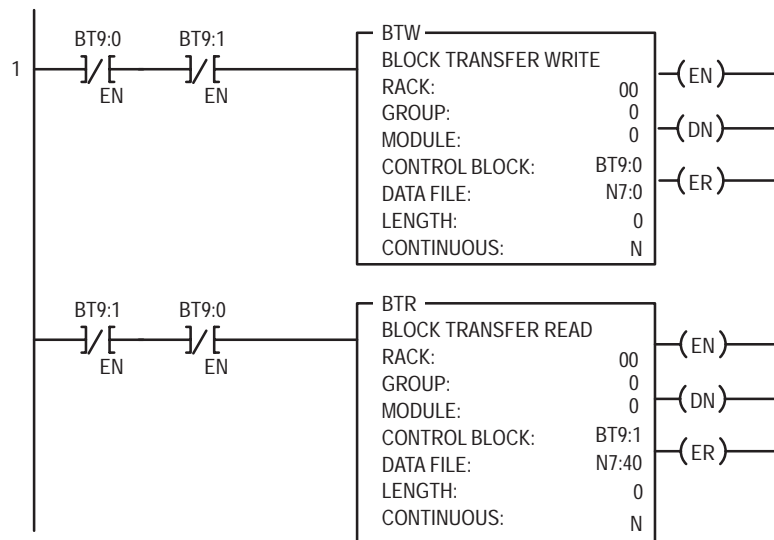 BT9:0 BT9:1 BTW
BLOCK TRANSFER WRITE
1 EN EN RACK: 00 EN
GROUP: 0
MODULE: 0 DN
CONTROL BLOCK: BT9:0
DATA FILE: N7:0 ER
LENGTH: 0
CONTINUOUS: N
BT9:1 BT9:0 BTR
BLOCK TRANSFER READ
EN EN RACK: 00 EN
GROUP: 0
MODULE: 0 DN
CONTROL BLOCK: BT9:1
DATA FILE: N7:40 ER
LENGTH: 0
CONTINUOUS: N